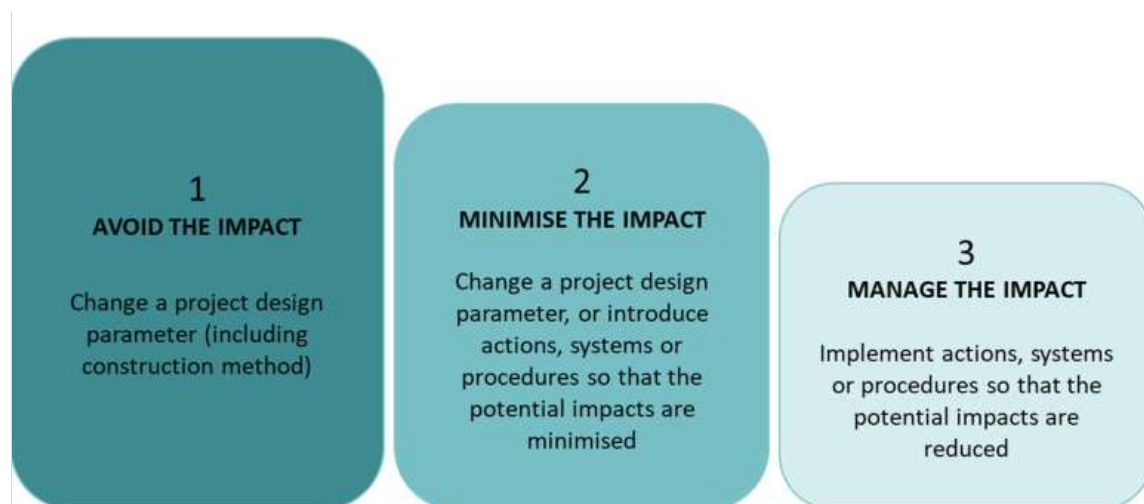 1
AVOID THE IMPACT
Change a project design
parameter (including
construction method)
2
MINIMISE THE IMPACT
Change a project design
parameter, or introduce
actions, systems or
procedures so that the
potential impacts are
minimised
3
MANAGE THE IMPACT
Implement actions, systems
or procedures so that the
potential impacts are
reduced